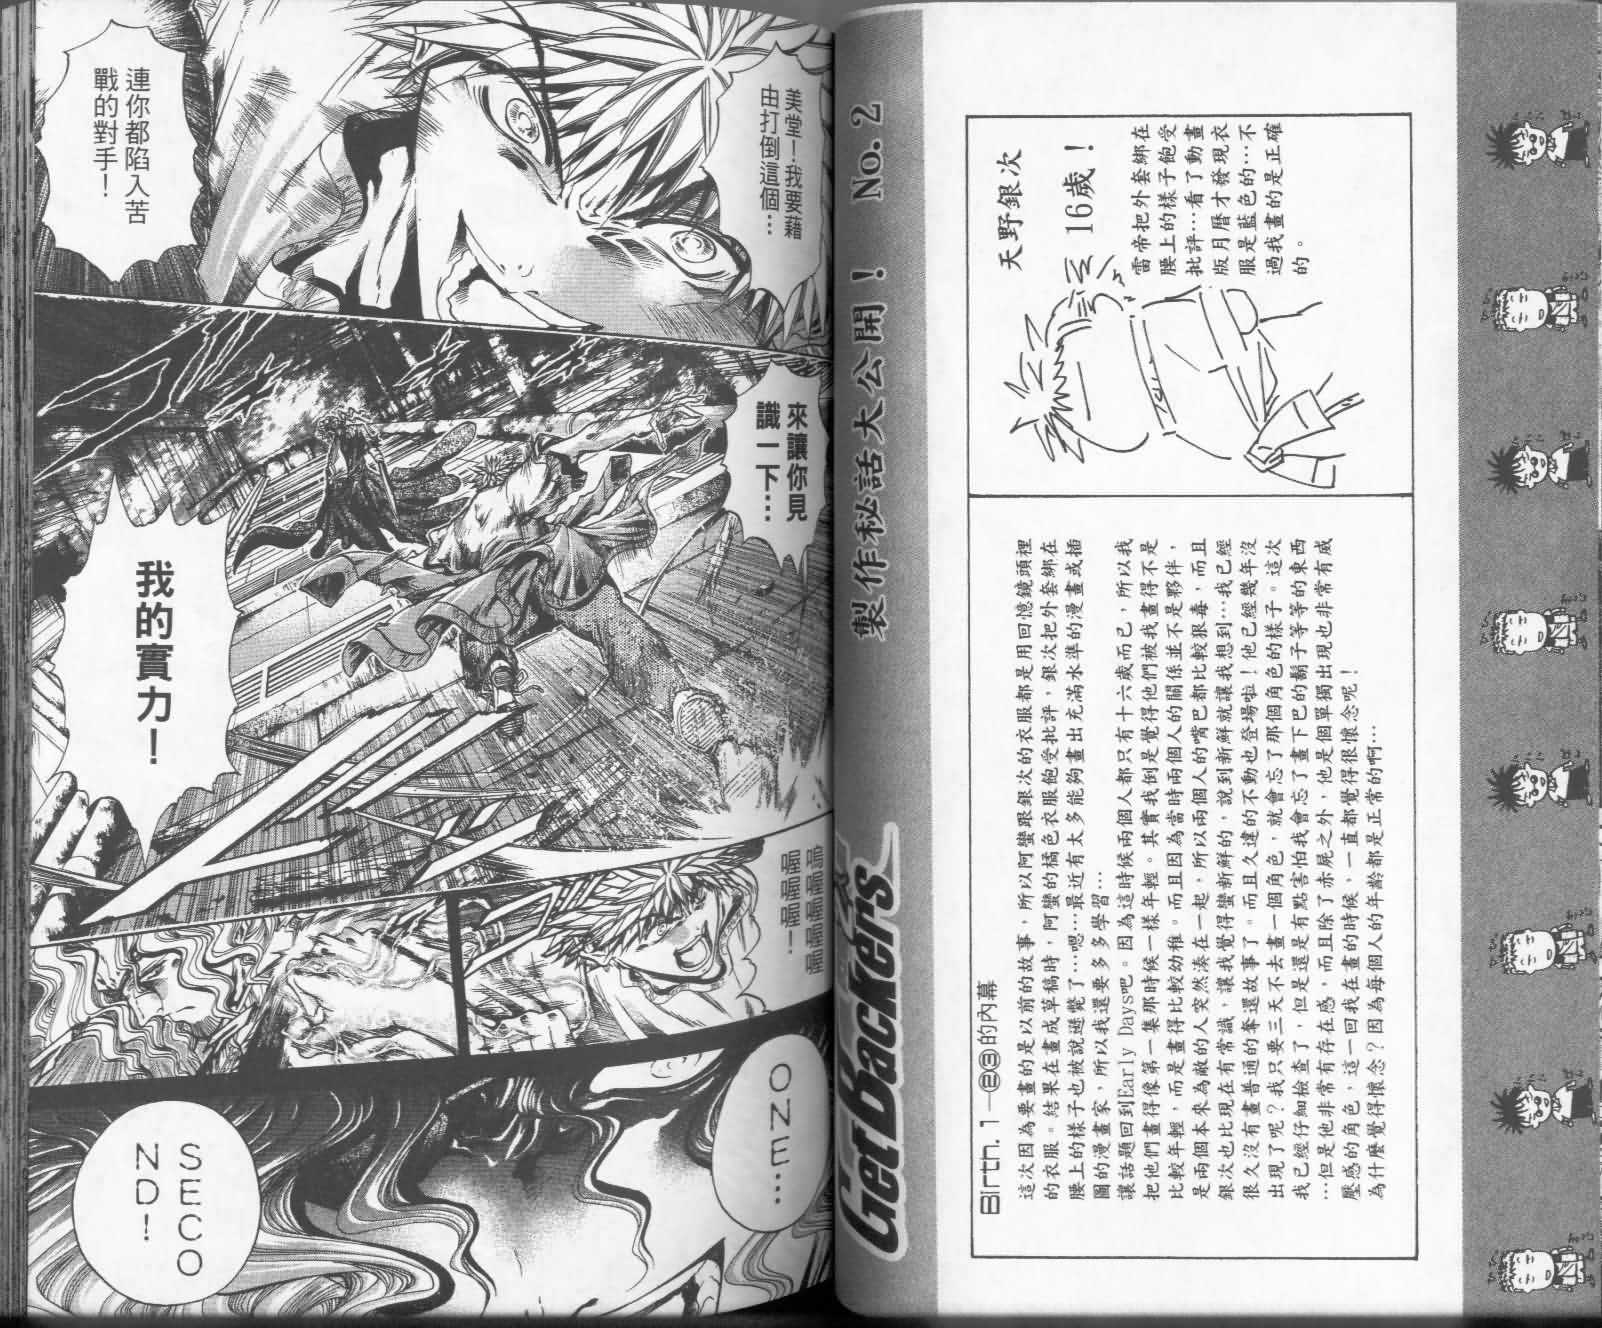 美堂！我要藉
由打倒這個…
連你都陷入苦
戰的對手！
來讓你見
識一下…
我的實力！
嗚喔喔喔喔
喔喔喔！
ONE…
SECO
ND！
GetBackers
製作秘話大公開！ No. 2
Birth. 1—②③的內幕
這次因為要畫的是以前的故事，所以阿蠻跟銀次的衣服都是用回憶鏡頭裡
的衣服。結果在畫成草稿時，阿蠻的橘色衣服飽受批評，銀次把外套綁在
腰上的樣子也被說遜斃了…嗯…最近有太多能夠畫出充滿水準的漫畫或插
圖的漫畫家，所以我還要多多學習…
讓話題回到Early Days吧。因為這時候兩個人都只有十六歲而已，所以我
把他們畫得像第一集那時候一樣年輕。其實我倒是覺得他們被我畫得不是
比較年輕，而是畫得比較幼稚。而且因為當時兩個人的關係並不是夥伴，
是兩個本來為敵的人突然湊在一起，所以兩個人的嘴巴都比較狠毒，而且
銀次也比現在有常識，讓我覺得蠻新鮮的，說到新鮮就讓我想到…我已經
很久沒有畫普通的奪還故事了。而且久違的不動也登場啦！他已經幾年沒
出現了呢？我只要三天不去畫一個角色，就會忘了那個角色的樣子。這次
我已經仔細檢查了，但是還是有點害怕我會忘了畫下巴的鬍子等等的東西
…但是他非常有存在感，而且除了赤屍之外，他是個單獨出現也非常有威
壓感的角色，這一回我在畫的時候，一直都覺得很懷念呢！
為什麼覺得懷念？因為每個人的年齡都是正常的啊…
天野銀次
16歲！
雷帝把外套綁在
腰上的樣子飽受
批評…看了動畫
版月曆才發現衣
服是藍色的…不
過我畫的是正確
的。